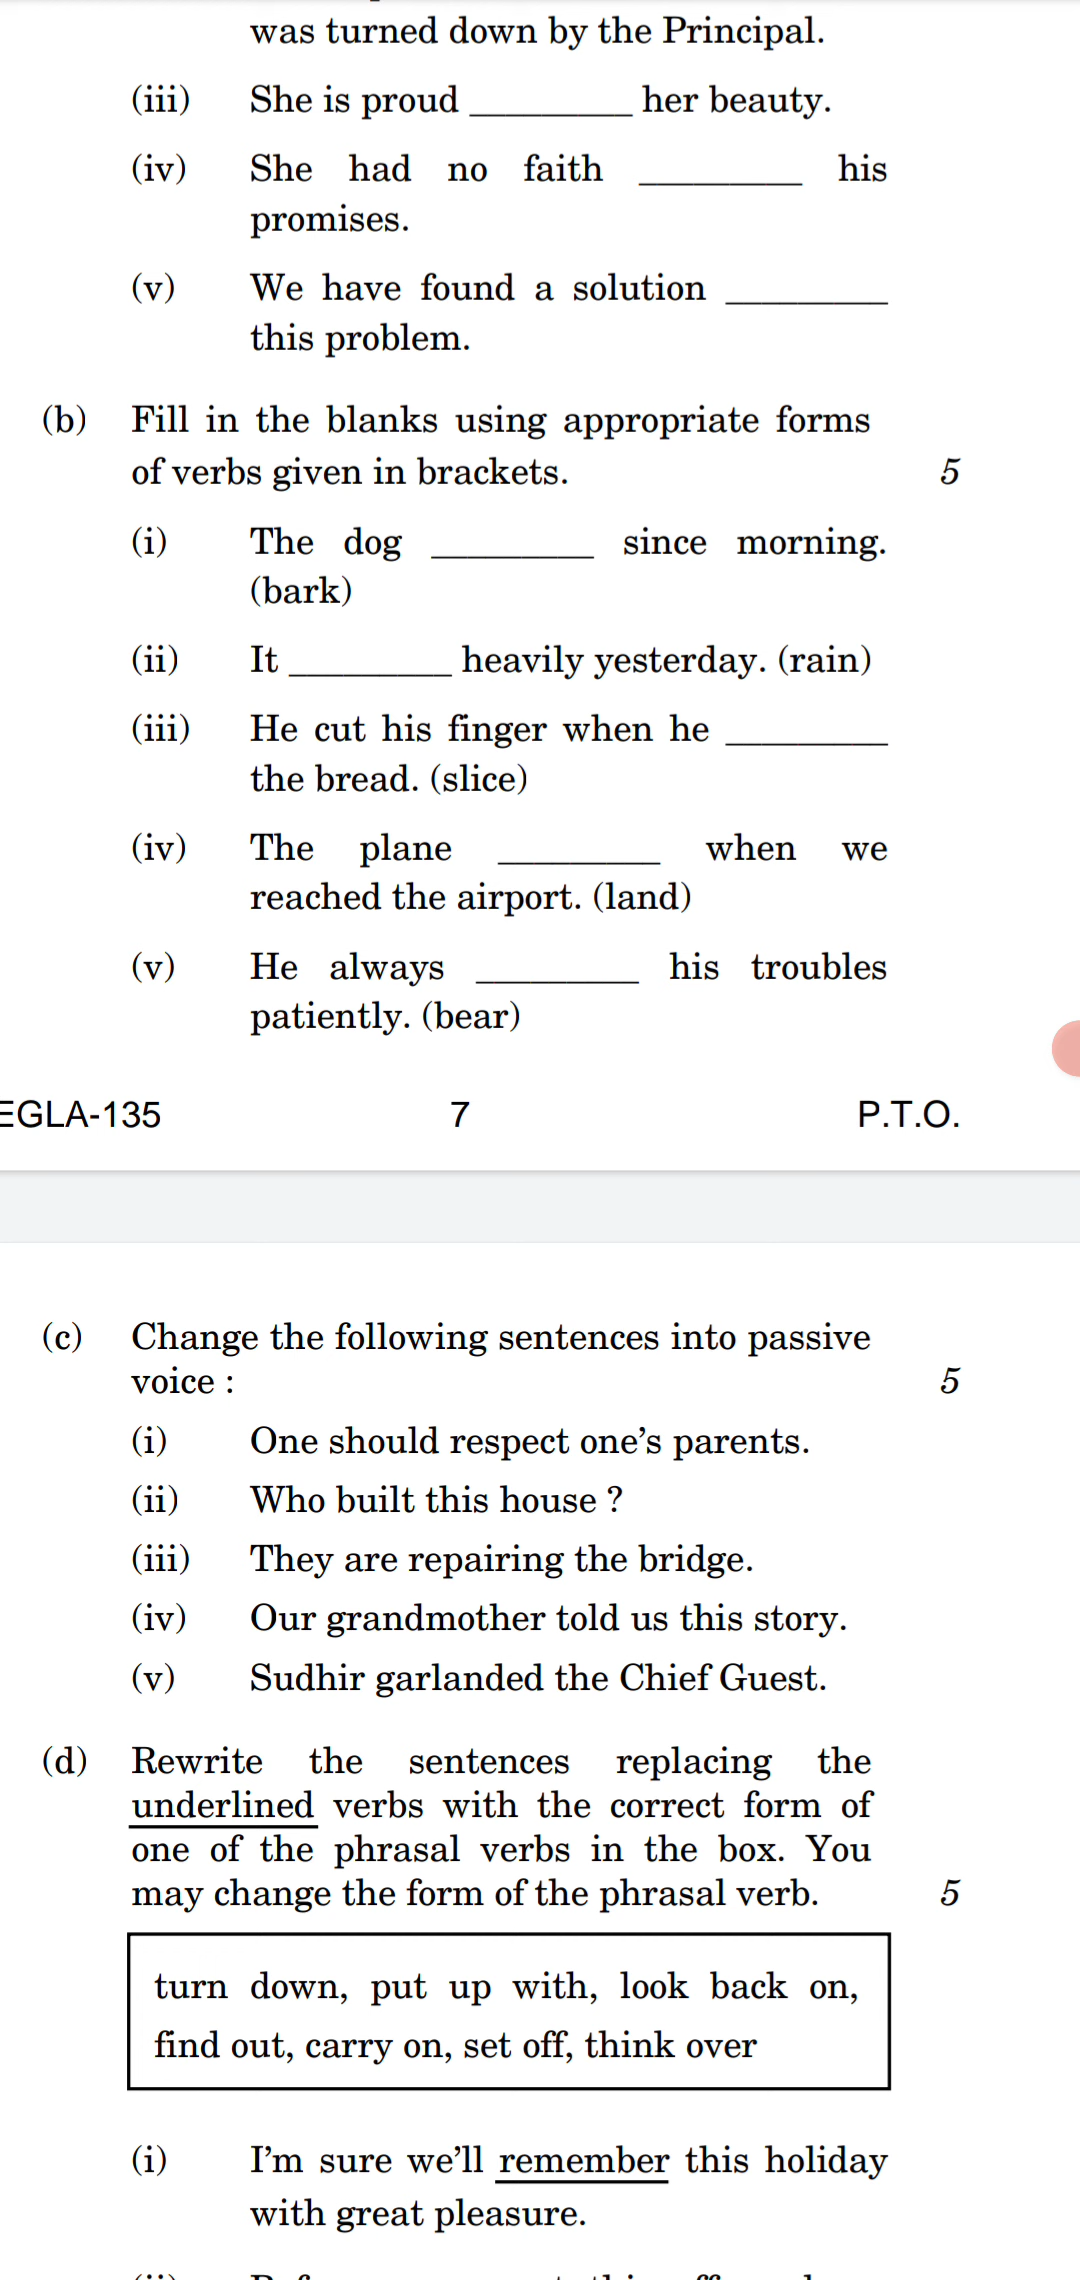 was turned down by the Principal.
(iii) She is proud _________ her beauty.
(iv) She had no faith _________ his
promises.
(v) We have found a solution _________
this problem.
(b) Fill in the blanks using appropriate forms
of verbs given in brackets. 5
(i) The dog _________ since morning.
(bark)
(ii) It _________ heavily yesterday. (rain)
(iii) He cut his finger when he _________
the bread. (slice)
(iv) The plane _________ when we
reached the airport. (land)
(v) He always _________ his troubles
patiently. (bear)
EGLA-135 7 P.T.O.
(c) Change the following sentences into passive
voice : 5
(i) One should respect one’s parents.
(ii) Who built this house ?
(iii) They are repairing the bridge.
(iv) Our grandmother told us this story.
(v) Sudhir garlanded the Chief Guest.
(d) Rewrite the sentences replacing the
underlined verbs with the correct form of
one of the phrasal verbs in the box. You
may change the form of the phrasal verb. 5
turn down, put up with, look back on,
find out, carry on, set off, think over
(i) I’m sure we’ll remember this holiday
with great pleasure.